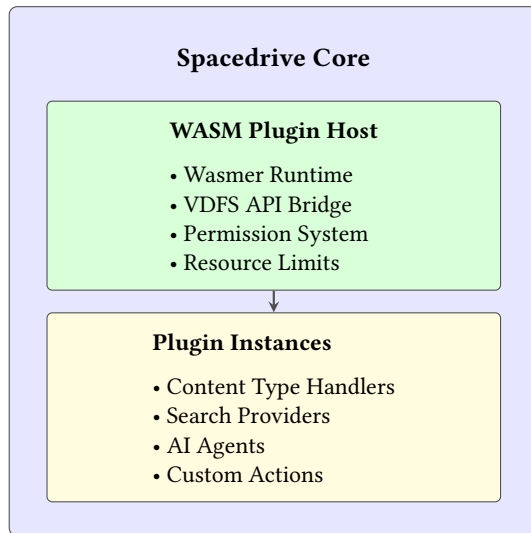 Spacedrive Core
WASM Plugin Host
• Wasmer Runtime
• VDFS API Bridge
• Permission System
• Resource Limits
Plugin Instances
• Content Type Handlers
• Search Providers
• AI Agents
• Custom Actions